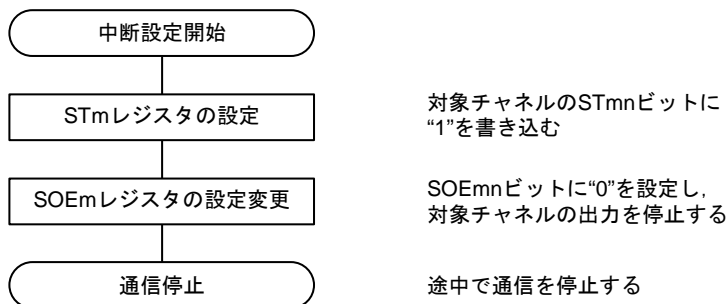 中断設定開始
STmレジスタの設定
対象チャネルのSTmnビットに
“1”を書き込む
SOEmレジスタの設定変更
SOEmnビットに“0”を設定し，
対象チャネルの出力を停止する
通信停止
途中で通信を停止する